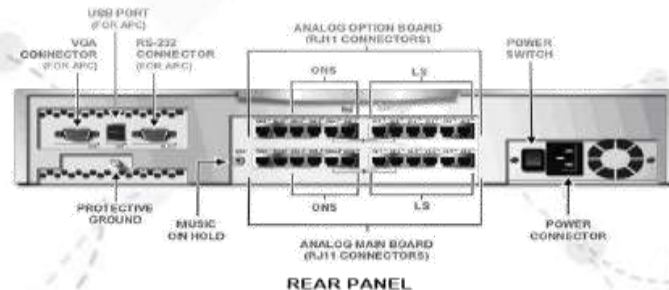 USB PORT
(FOR APC)
VGA
CONNECTOR
(FOR APC)
RS-232
CONNECTOR
(FOR APC)
ANALOG OPTION BOARD
(RJ11 CONNECTORS)
ONS
LS
POWER
SWITCH
PROTECTIVE
GROUND
MUSIC
ON HOLD
ONS
LS
ANALOG MAIN BOARD
(RJ11 CONNECTORS)
POWER
CONNECTOR
REAR PANEL